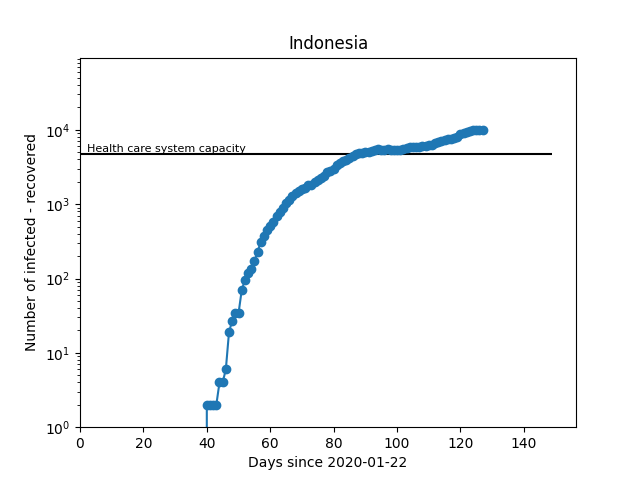 Indonesia
Number of infected - recovered
10^4
10^3
10^2
10^1
10^0
Health care system capacity
0 20 40 60 80 100 120 140
Days since 2020-01-22